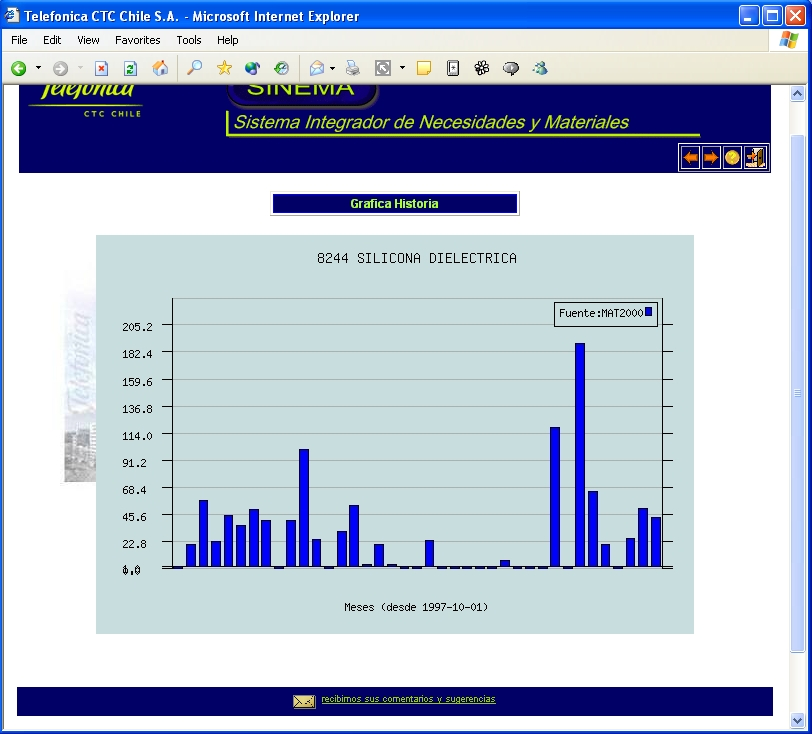 Telefonica CTC Chile S.A. - Microsoft Internet Explorer
File Edit View Favorites Tools Help
Telefónica
CTC CHILE
SINEMA
Sistema Integrador de Necesidades y Materiales
Grafica Historia
8244 SILICONA DIELECTRICA
Fuente:MAT2000
205.2
182.4
159.6
136.8
114.0
91.2
68.4
45.6
22.8
Meses (desde 1997-10-01)
Telefónica
recibimos sus comentarios y sugerencias